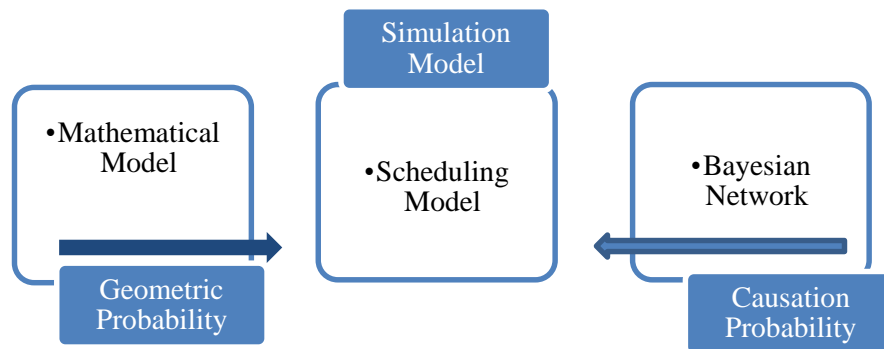 Simulation
Model
•Mathematical
Model
•Scheduling
Model
•Bayesian
Network
Geometric
Probability
Causation
Probability